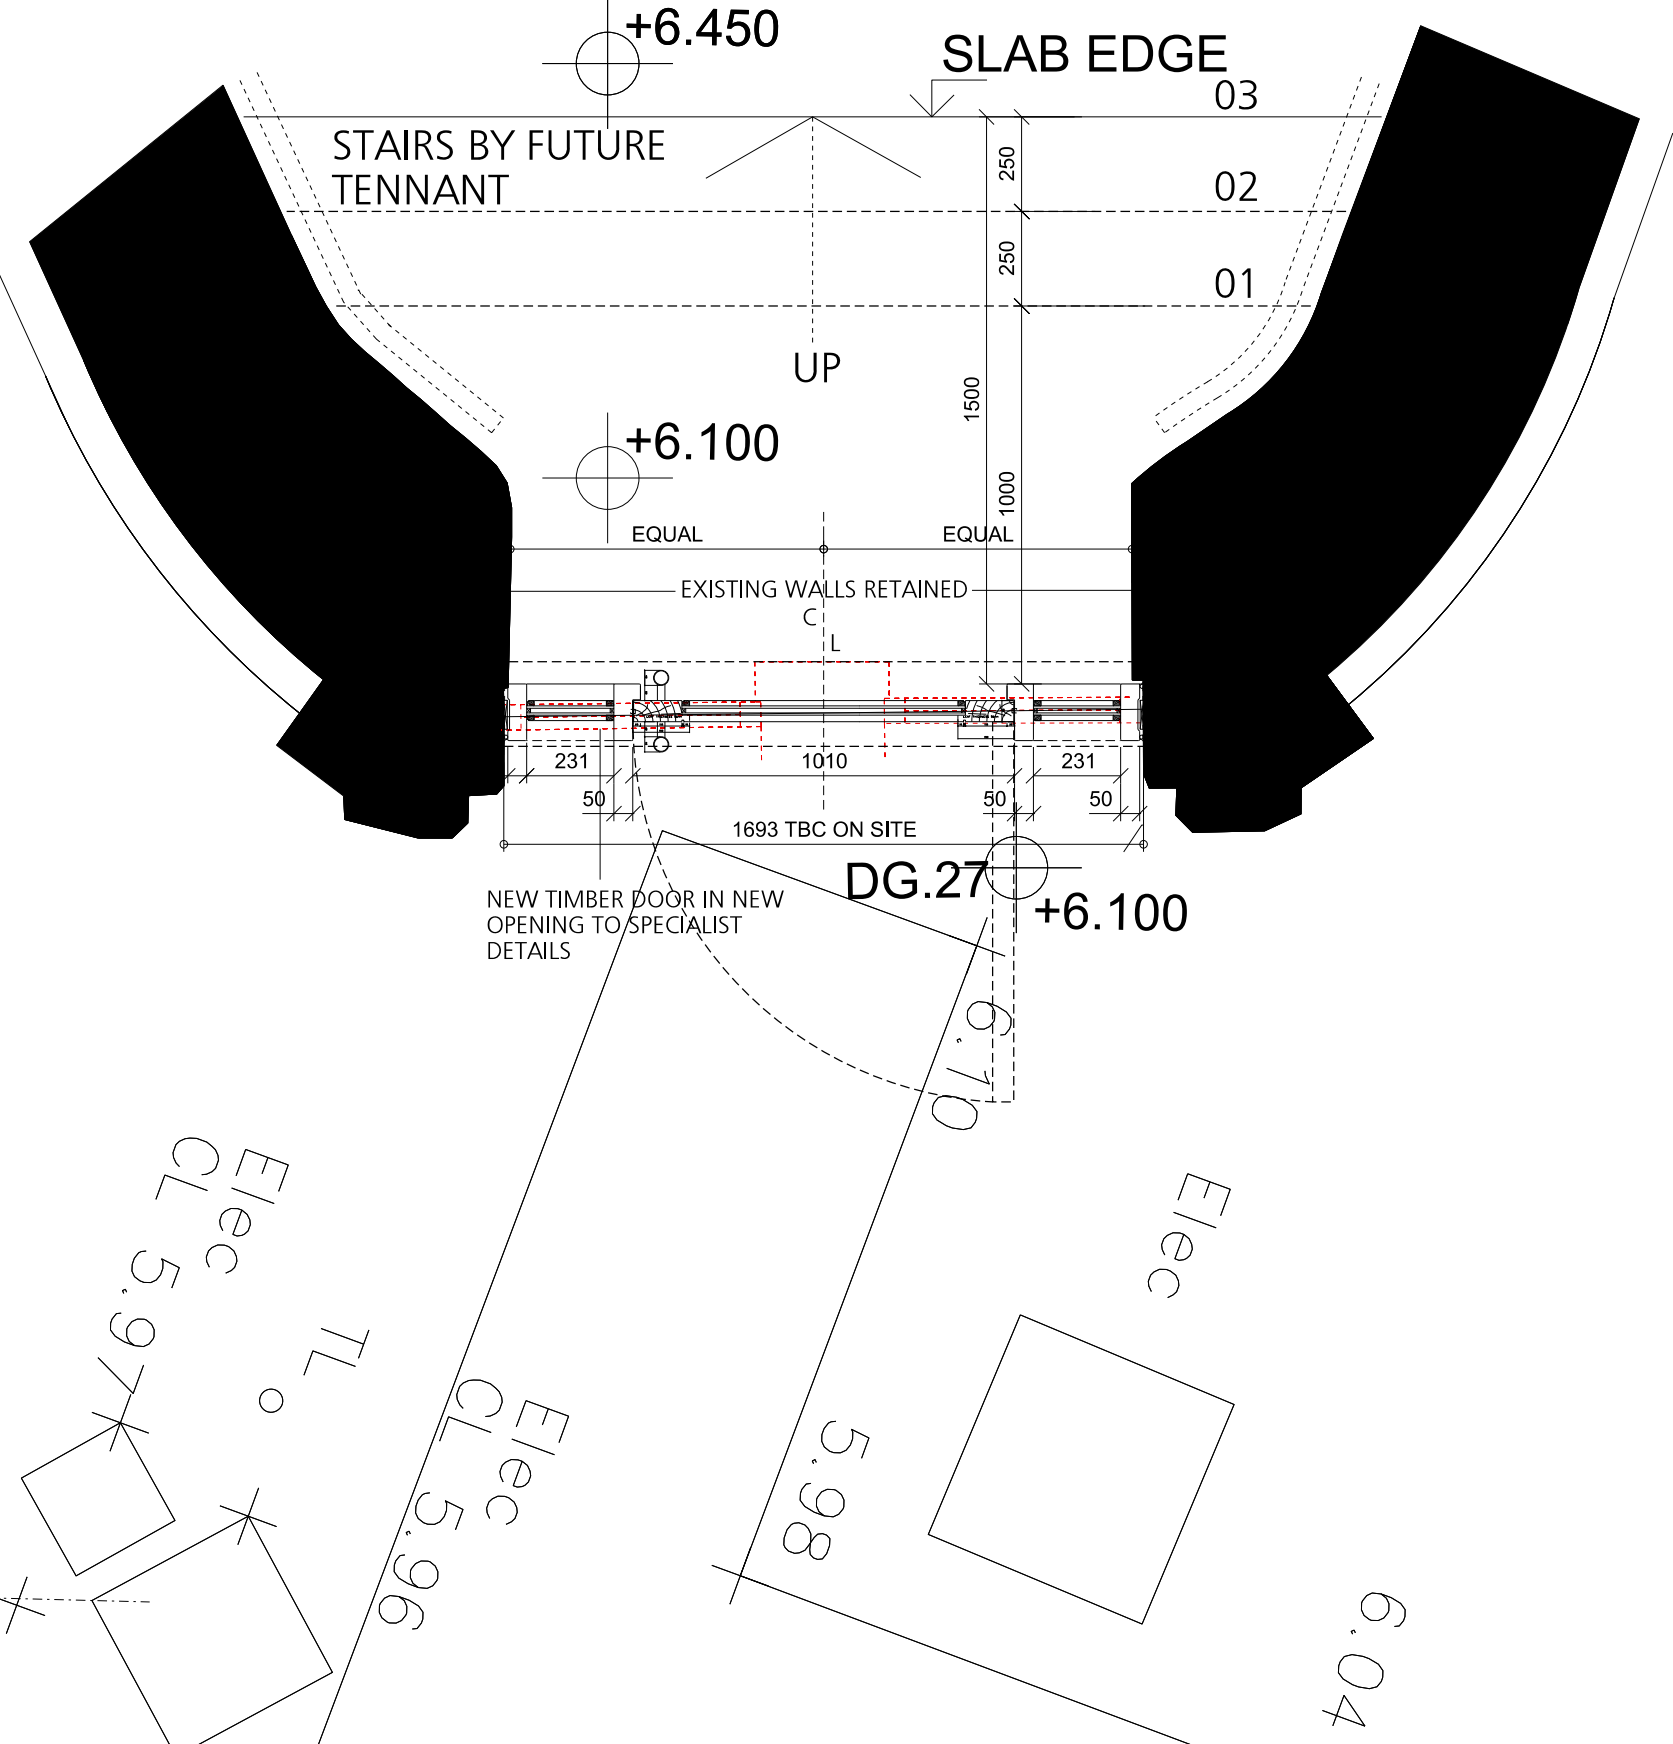 +6.450
SLAB EDGE
03
STAIRS BY FUTURE
TENNANT
250
02
250
01
UP
1500
+6.100
1000
EQUAL
EQUAL
EXISTING WALLS RETAINED
C
L
231
1010
231
50
50
50
1693 TBC ON SITE
DG.27
+6.100
NEW TIMBER DOOR IN NEW
OPENING TO SPECIALIST
DETAILS
6.10
Elec
CL 5.97
Elec
TL
Elec
CL 5.96
5.98
6.04